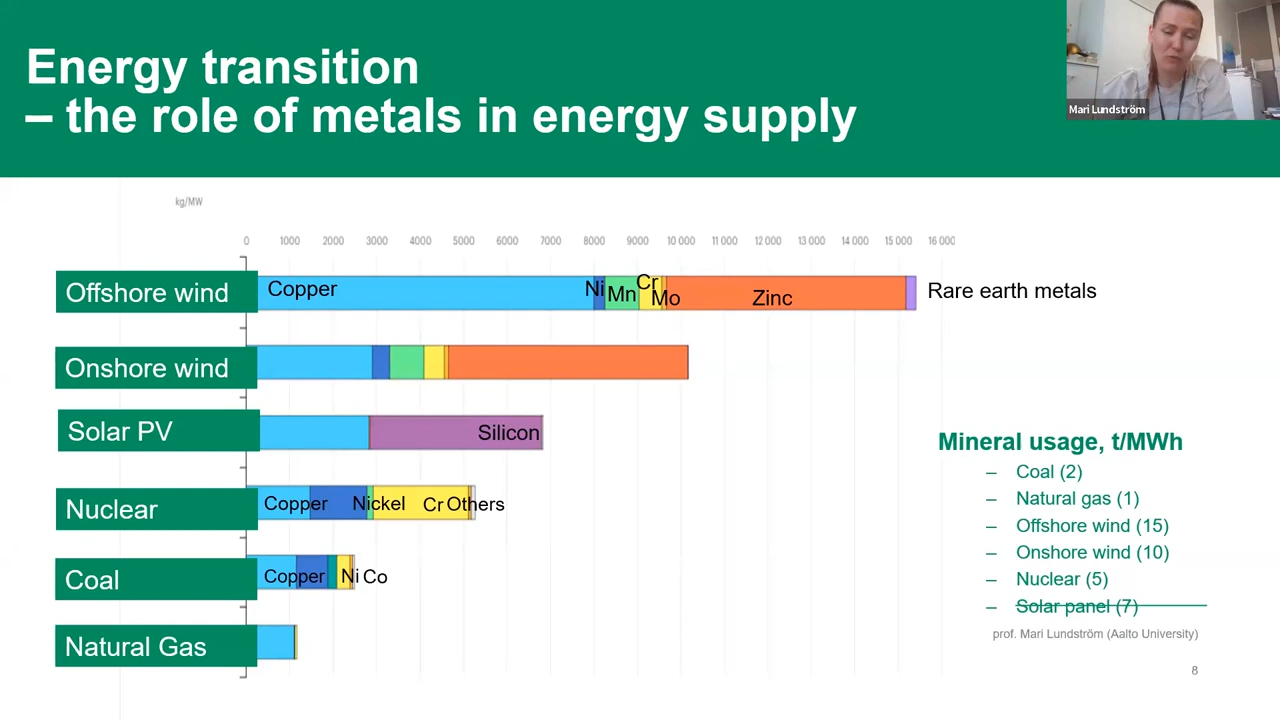 Energy transition
– the role of metals in energy supply
Mari Lundström
kg/MW
0 1000 2000 3000 4000 5000 6000 7000 8000 9000 10 000 11 000 12 000 13 000 14 000 15 000 16 000
Offshore wind Copper Ni Mn Cr Mo Zinc Rare earth metals
Onshore wind
Solar PV Silicon
Nuclear Copper Nickel Cr Others
Coal Copper Ni Co
Natural Gas
Mineral usage, t/MWh
– Coal (2)
– Natural gas (1)
– Offshore wind (15)
– Onshore wind (10)
– Nuclear (5)
– Solar panel (7)
prof. Mari Lundström (Aalto University)
8